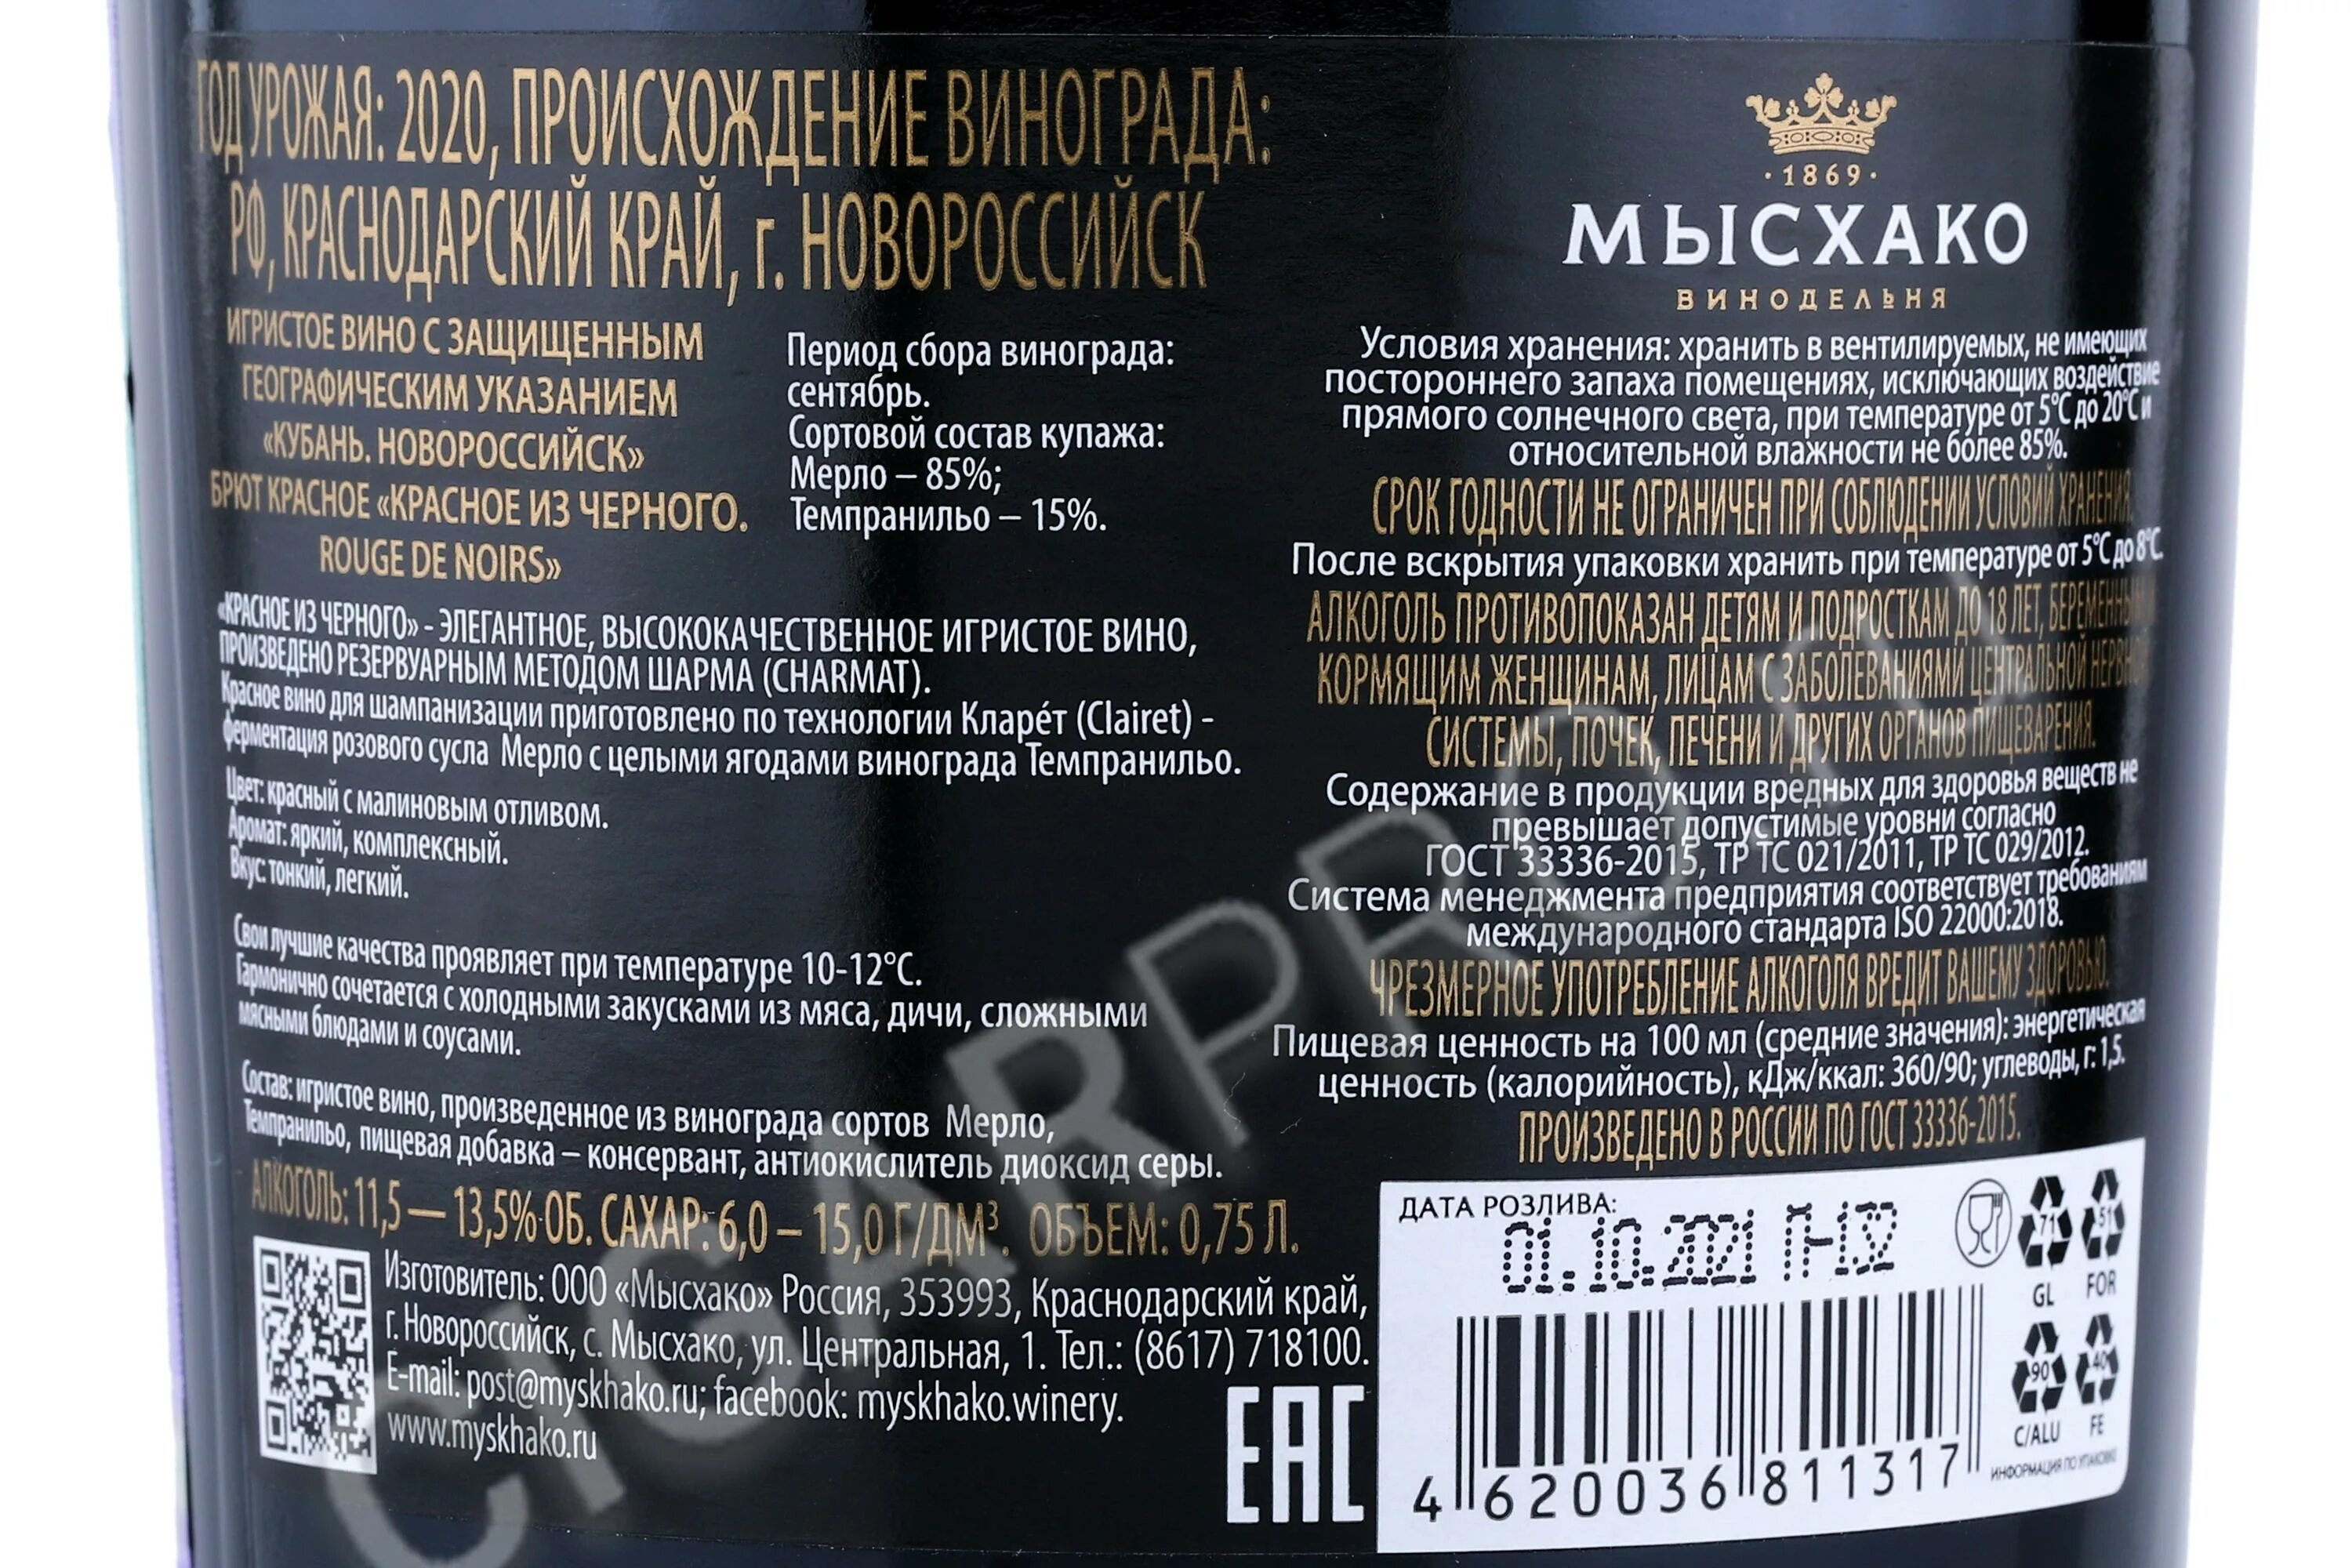 ГОД УРОЖАЯ: 2020, ПРОИСХОЖДЕНИЕ ВИНОГРАДА:
РФ, КРАСНОДАРСКИЙ КРАЙ, г. НОВОРОССИЙСК
ИГРИСТОЕ ВИНО С ЗАЩИЩЕННЫМ
ГЕОГРАФИЧЕСКИМ УКАЗАНИЕМ
«КУБАНЬ. НОВОРОССИЙСК»
БРЮТ КРАСНОЕ «КРАСНОЕ ИЗ ЧЕРНОГО.
ROUGE DE NOIRS»
Период сбора винограда:
сентябрь.
Сортовой состав купажа:
Мерло – 85%;
Темпранильо – 15%.
«КРАСНОЕ ИЗ ЧЕРНОГО» - ЭЛЕГАНТНОЕ, ВЫСОКОКАЧЕСТВЕННОЕ ИГРИСТОЕ ВИНО,
ПРОИЗВЕДЕНО РЕЗЕРВУАРНЫМ МЕТОДОМ ШАРМА (CHARMAT).
Красное вино для шампанизации приготовлено по технологии Кларе́т (Clairet) -
ферментация розового сусла Мерло с целыми ягодами винограда Темпранильо.
Цвет: красный с малиновым отливом.
Аромат: яркий, комплексный.
Вкус: тонкий, легкий.
Свои лучшие качества проявляет при температуре 10-12°С.
Гармонично сочетается с холодными закусками из мяса, дичи, сложными
мясными блюдами и соусами.
Состав: игристое вино, произведенное из винограда сортов Мерло,
Темпранильо, пищевая добавка – консервант, антиокислитель диоксид серы.
АЛКОГОЛЬ: 11,5 — 13,5% ОБ. САХАР: 6,0 – 15,0 Г/ДМ³. ОБЪЕМ: 0,75 Л.
Изготовитель: ООО «Мысхако» Россия, 353993, Краснодарский край,
г. Новороссийск, с. Мысхако, ул. Центральная, 1. Тел.: (8617) 718100.
E-mail: post@myskhako.ru; facebook: myskhako.winery.
www.myskhako.ru
EAC
·1869·
МЫСХАКО
ВИНОДЕЛЬНЯ
Условия хранения: хранить в вентилируемых, не имеющих
постороннего запаха помещениях, исключающих воздействие
прямого солнечного света, при температуре от 5°С до 20°С и
относительной влажности не более 85%.
СРОК ГОДНОСТИ НЕ ОГРАНИЧЕН ПРИ СОБЛЮДЕНИИ УСЛОВИЙ ХРАНЕНИЯ.
После вскрытия упаковки хранить при температуре от 5°С до 8°С.
АЛКОГОЛЬ ПРОТИВОПОКАЗАН ДЕТЯМ И ПОДРОСТКАМ ДО 18 ЛЕТ, БЕРЕМЕННЫМ И
КОРМЯЩИМ ЖЕНЩИНАМ, ЛИЦАМ С ЗАБОЛЕВАНИЯМИ ЦЕНТРАЛЬНОЙ НЕРВНОЙ
СИСТЕМЫ, ПОЧЕК, ПЕЧЕНИ И ДРУГИХ ОРГАНОВ ПИЩЕВАРЕНИЯ.
Содержание в продукции вредных для здоровья веществ не
превышает допустимые уровни согласно
ГОСТ 33336-2015, ТР ТС 021/2011, ТР ТС 029/2012.
Система менеджмента предприятия соответствует требованиям
международного стандарта ISO 22000:2018.
ЧРЕЗМЕРНОЕ УПОТРЕБЛЕНИЕ АЛКОГОЛЯ ВРЕДИТ ВАШЕМУ ЗДОРОВЬЮ.
Пищевая ценность на 100 мл (средние значения): энергетическая
ценность (калорийность), кДж/ккал: 360/90; углеводы, г: 1,5.
ПРОИЗВЕДЕНО В РОССИИ ПО ГОСТ 33336-2015.
ДАТА РОЗЛИВА:
01.10.2021 П-132
71
GL
51
FOR
90
C/ALU
40
FE
ИНФОРМАЦИЯ ПО УПАКОВКЕ
4 620036 811317
CIGARPRO.ru